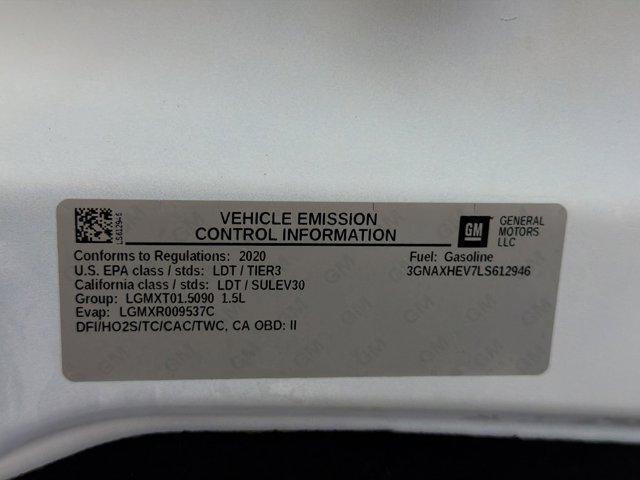 LS612946
VEHICLE EMISSION
CONTROL INFORMATION
GM
GENERAL
MOTORS
LLC
Conforms to Regulations: 2020
U.S. EPA class / stds: LDT / TIER3
California class / stds: LDT / SULEV30
Group: LGMXT01.5090 1.5L
Evap: LGMXR009537C
DFI/HO2S/TC/CAC/TWC, CA OBD: II
Fuel: Gasoline
3GNAXHEV7LS612946